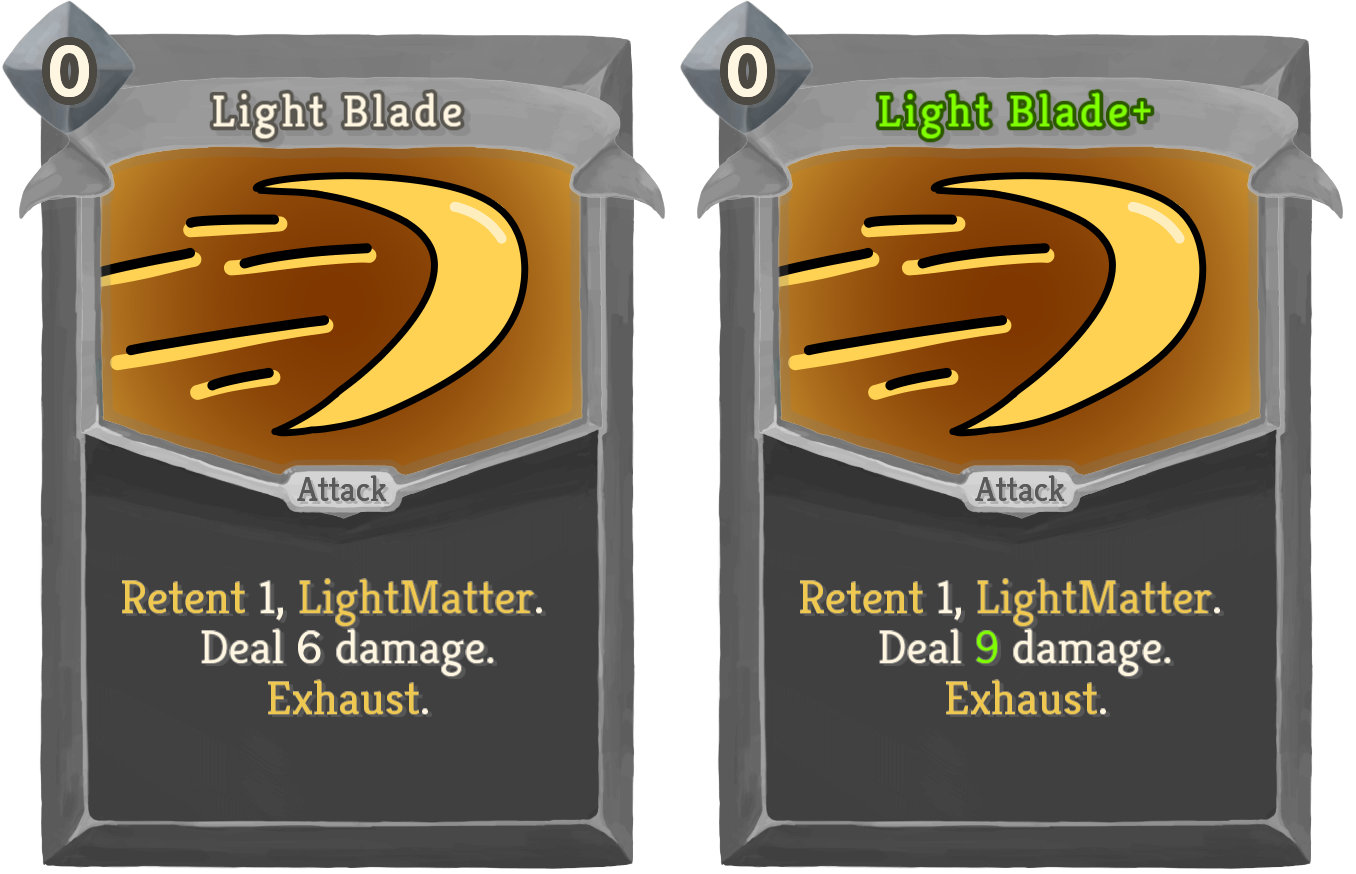 0
Light Blade
Attack
Retent 1, LightMatter.
Deal 6 damage.
Exhaust.
0
Light Blade+
Attack
Retent 1, LightMatter.
Deal 9 damage.
Exhaust.